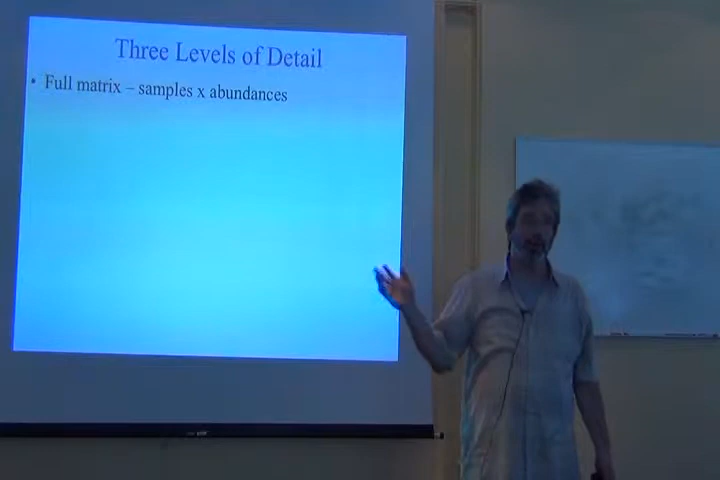 Three Levels of Detail
• Full matrix – samples x abundances